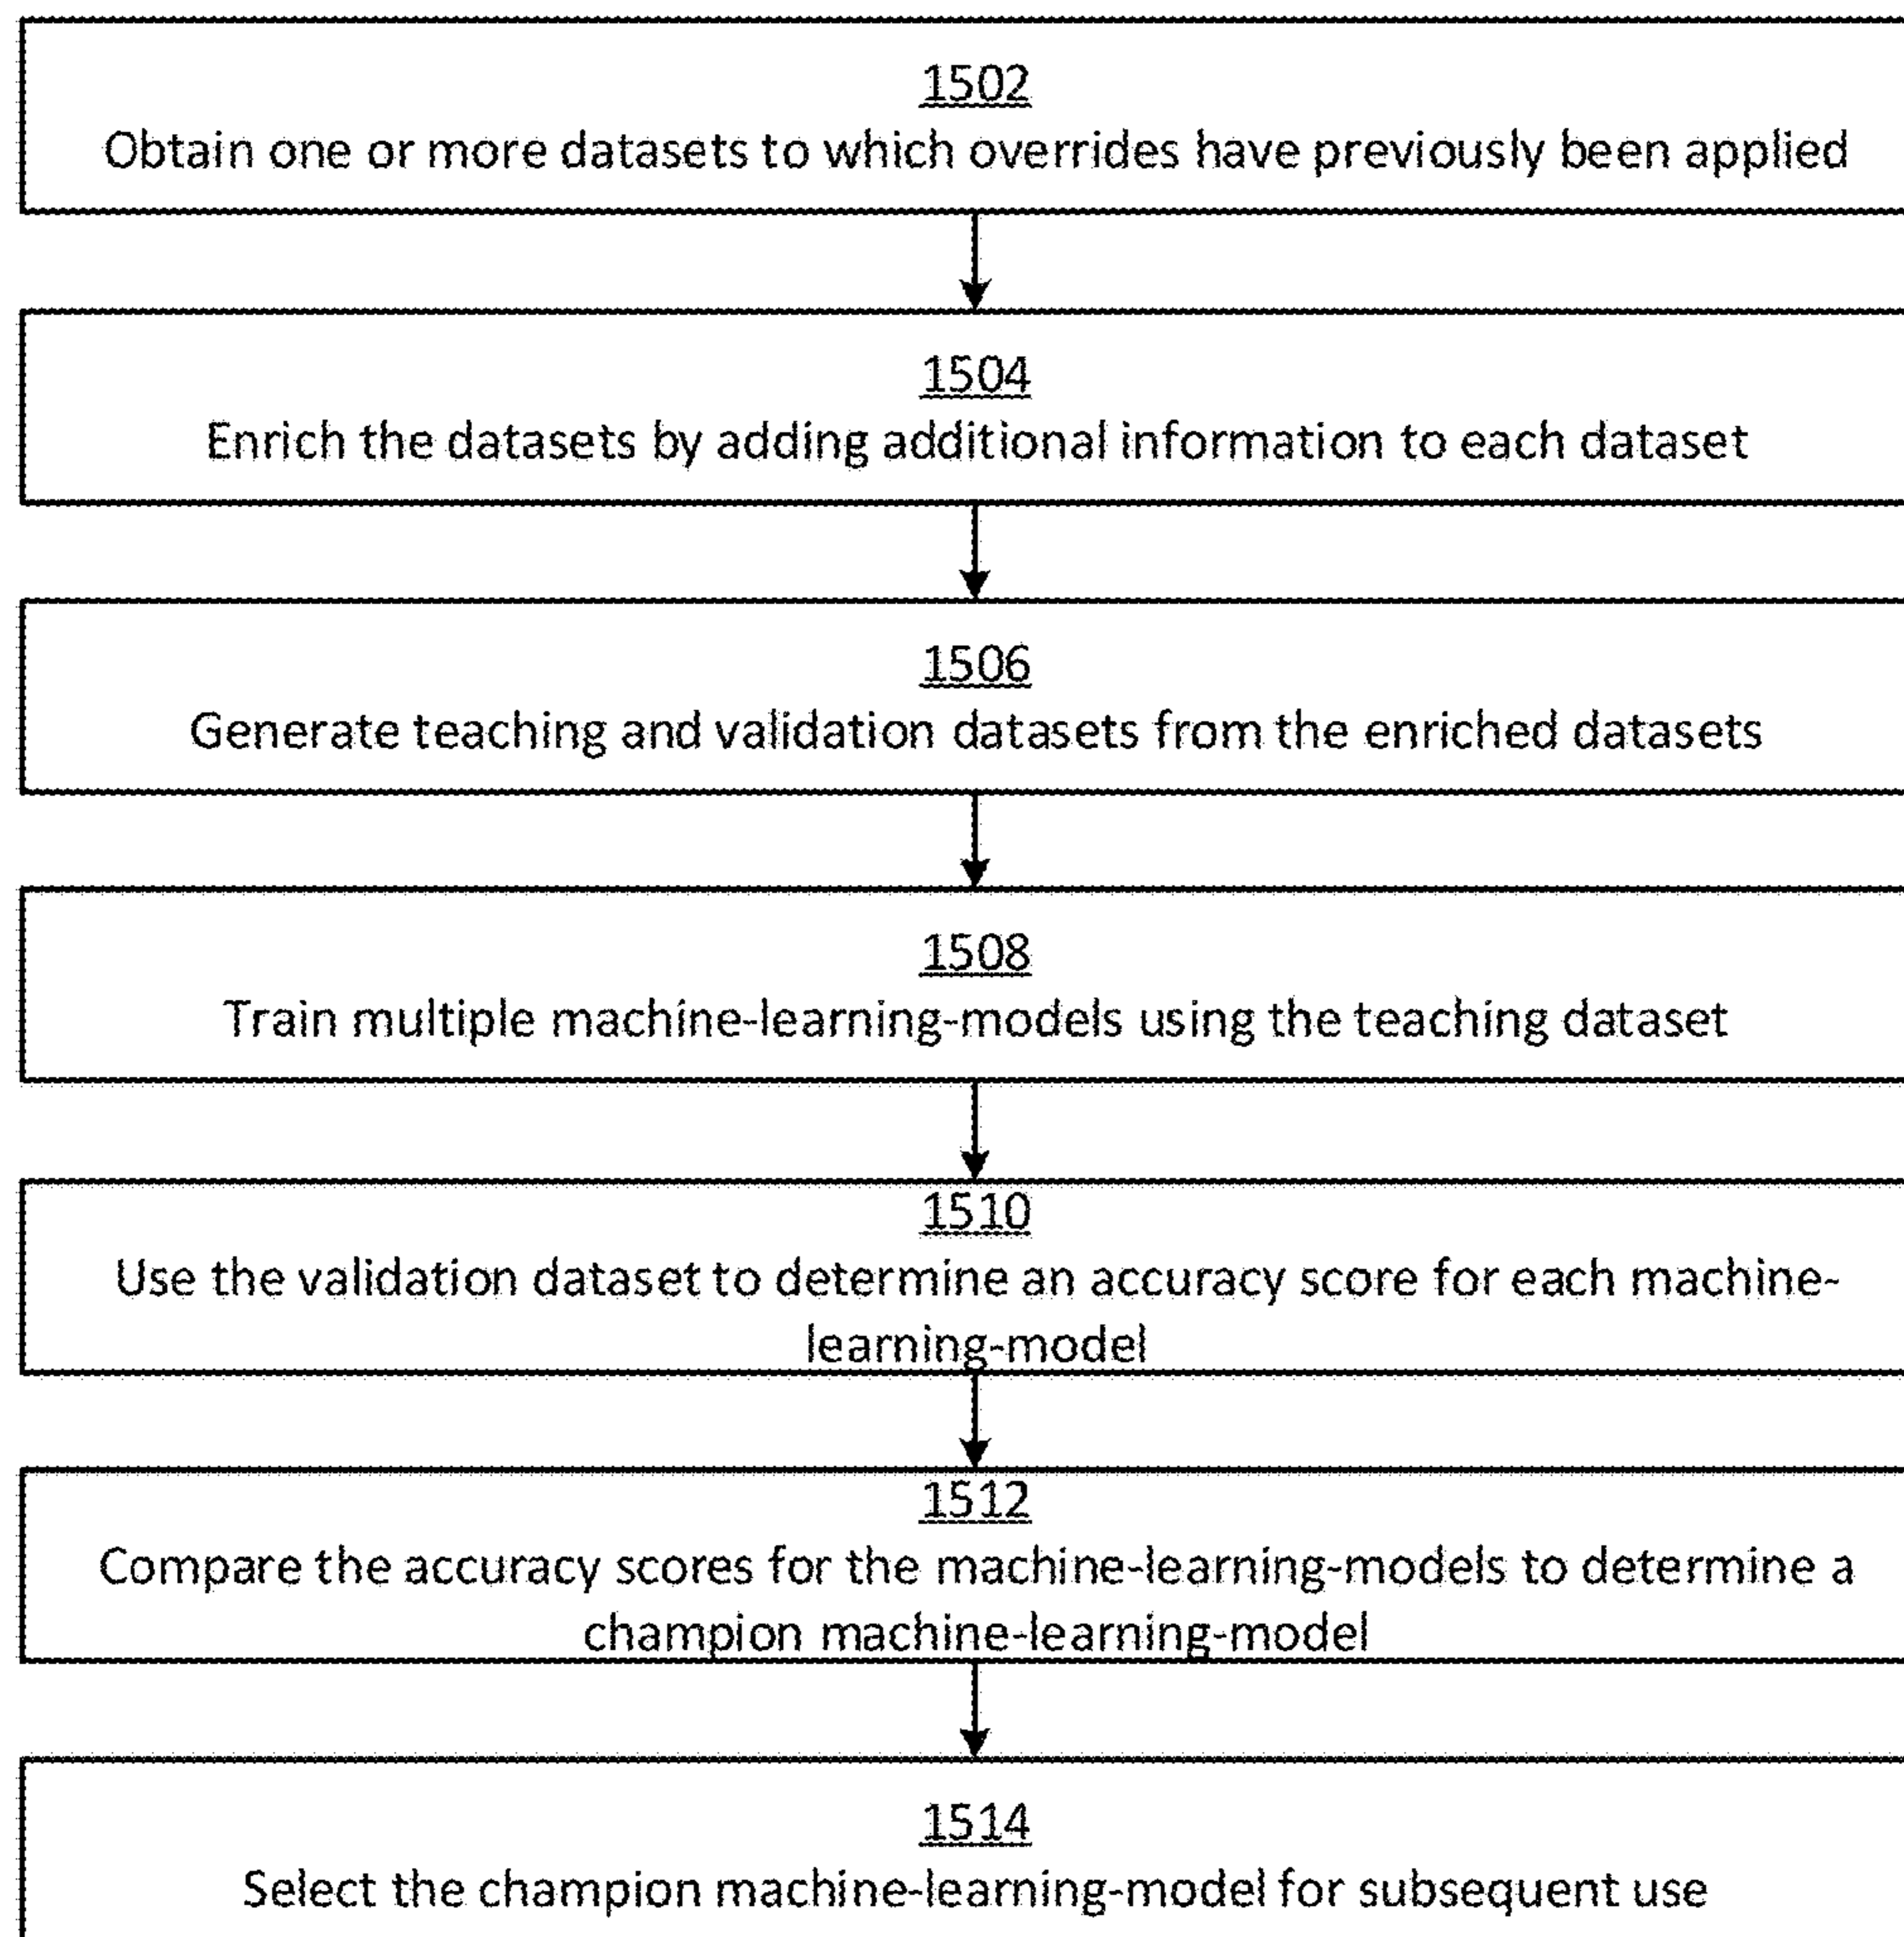 1502
Obtain one or more datasets to which overrides have previously been applied
1504
Enrich the datasets by adding additional information to each dataset
1506
Generate teaching and validation datasets from the enriched datasets
1508
Train multiple machine-learning-models using the teaching dataset
1510
Use the validation dataset to determine an accuracy score for each machine-
learning-model
1512
Compare the accuracy scores for the machine-learning-models to determine a
champion machine-learning-model
1514
Select the champion machine-learning-model for subsequent use